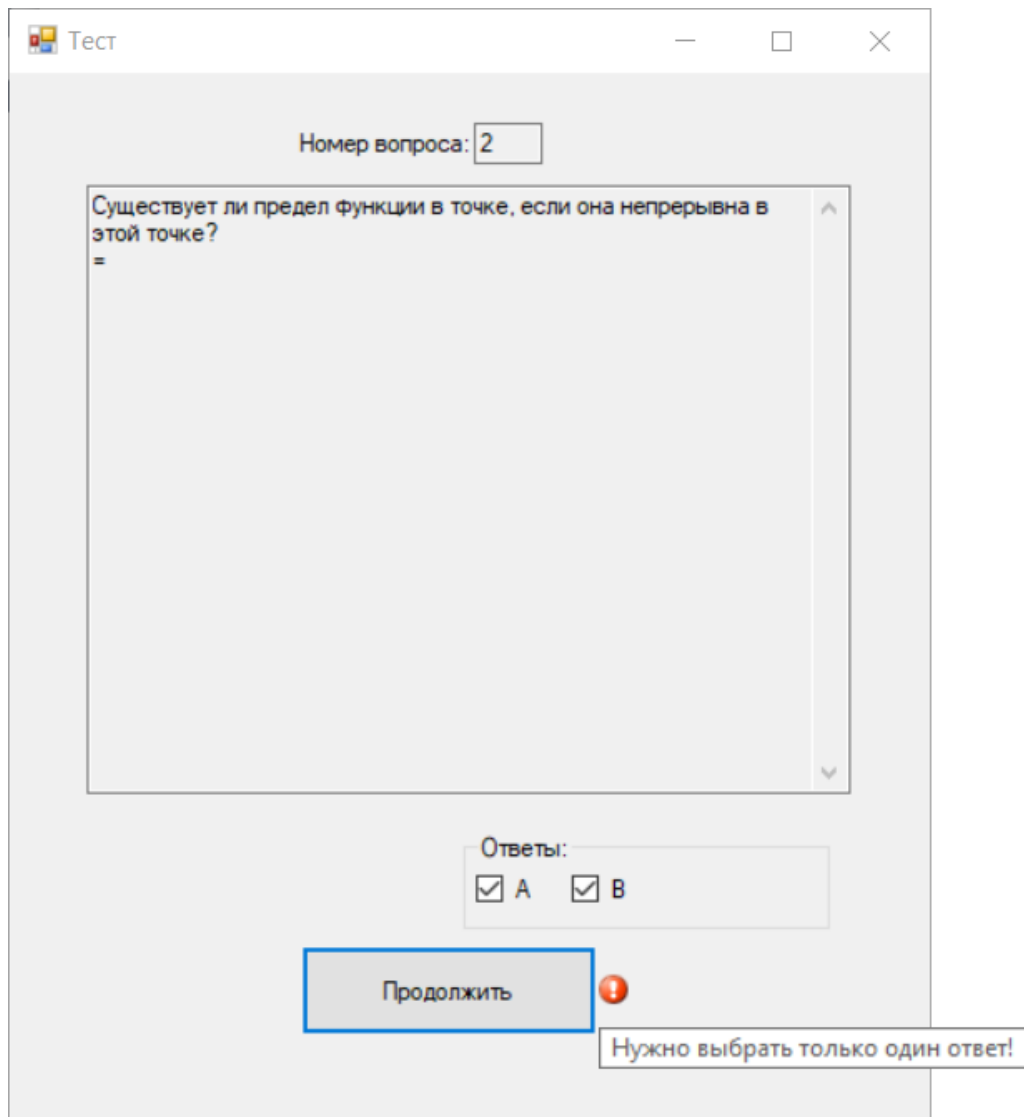 Тест
Номер вопроса: 2
Существует ли предел функции в точке, если она непрерывна в
этой точке?
=
Ответы:
A B
Продолжить
Нужно выбрать только один ответ!